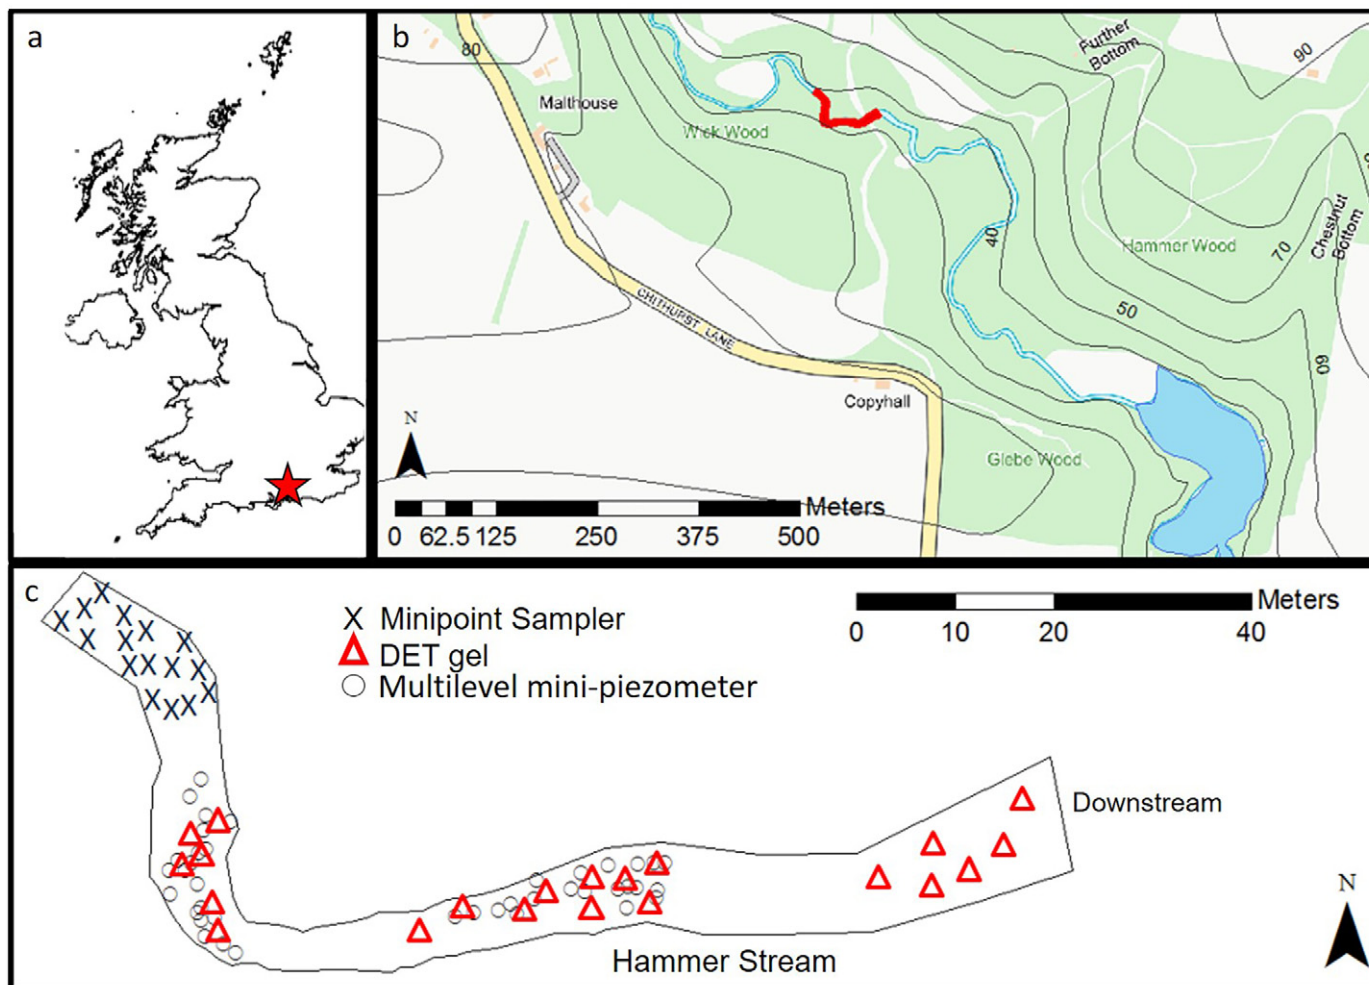 a
b
80
Further
Bottom
90
Malthouse
Wick Wood
Chestnut
Bottom
40
Hammer Wood
70
CHITHURST LANE
50
60
Copyhall
N
Glebe Wood
Meters
0 62.5 125 250 375 500
c
X Minipoint Sampler
DET gel
Multilevel mini-piezometer
Meters
0 10 20 40
X X X X X X X X X X X X X X X X
Downstream
N
Hammer Stream